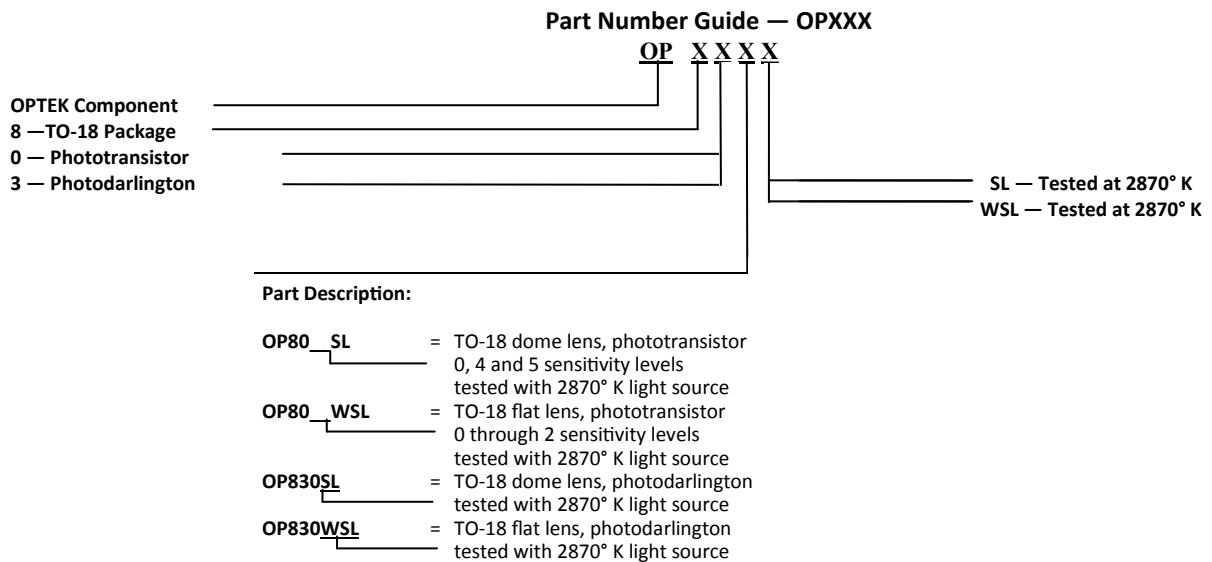 Part Number Guide — OPXXX
OP X X X X
OPTEK Component
8 —TO-18 Package
0 — Phototransistor
3 — Photodarlington
SL — Tested at 2870° K
WSL — Tested at 2870° K
Part Description:
OP80__SL = TO-18 dome lens, phototransistor
0, 4 and 5 sensitivity levels
tested with 2870° K light source
OP80__WSL = TO-18 flat lens, phototransistor
0 through 2 sensitivity levels
tested with 2870° K light source
OP830SL = TO-18 dome lens, photodarlington
tested with 2870° K light source
OP830WSL = TO-18 flat lens, photodarlington
tested with 2870° K light source